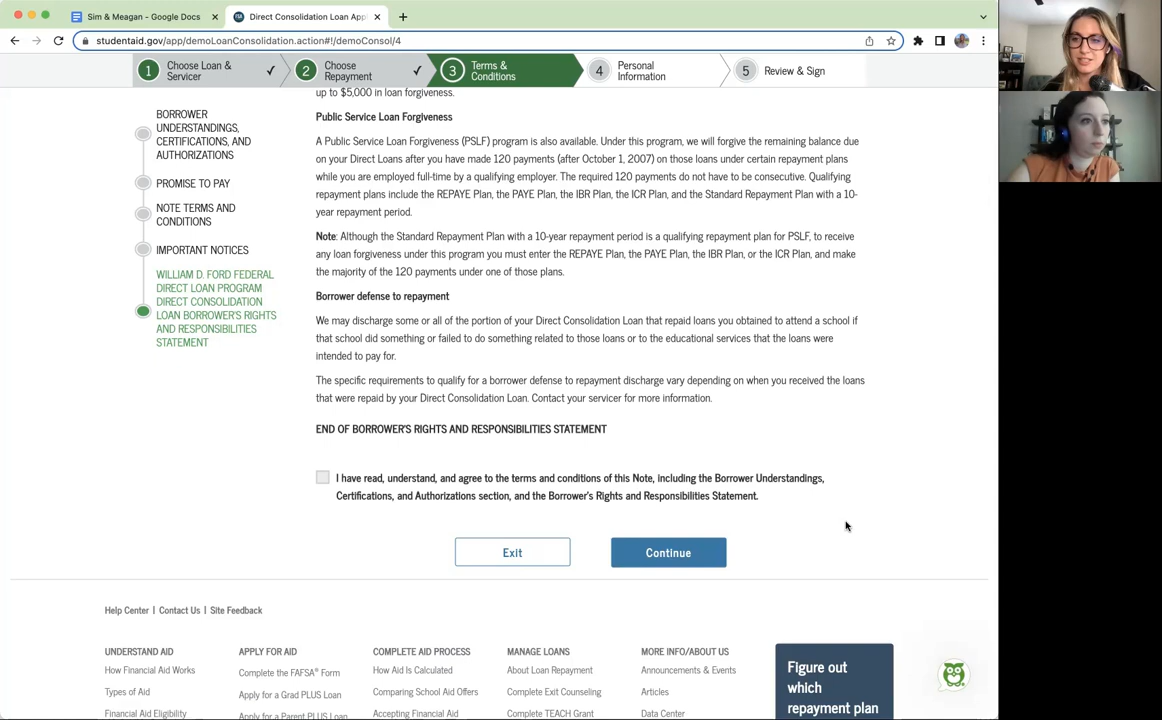 Sim & Meagan - Google Docs
Direct Consolidation Loan App
studentaid.gov/app/demoLoanConsolidation.action#!/demoConsol/4
1 Choose Loan & Servicer
2 Choose Repayment
3 Terms & Conditions
4 Personal Information
5 Review & Sign
BORROWER
UNDERSTANDINGS,
CERTIFICATIONS, AND
AUTHORIZATIONS
PROMISE TO PAY
NOTE TERMS AND
CONDITIONS
IMPORTANT NOTICES
WILLIAM D. FORD FEDERAL
DIRECT LOAN PROGRAM
DIRECT CONSOLIDATION
LOAN BORROWER'S RIGHTS
AND RESPONSIBILITIES
STATEMENT
up to $5,000 in loan forgiveness.
Public Service Loan Forgiveness
A Public Service Loan Forgiveness (PSLF) program is also available. Under this program, we will forgive the remaining balance due
on your Direct Loans after you have made 120 payments (after October 1, 2007) on those loans under certain repayment plans
while you are employed full-time by a qualifying employer. The required 120 payments do not have to be consecutive. Qualifying
repayment plans include the REPAYE Plan, the PAYE Plan, the IBR Plan, the ICR Plan, and the Standard Repayment Plan with a 10-
year repayment period.
Note: Although the Standard Repayment Plan with a 10-year repayment period is a qualifying repayment plan for PSLF, to receive
any loan forgiveness under this program you must enter the REPAYE Plan, the PAYE Plan, the IBR Plan, or the ICR Plan, and make
the majority of the 120 payments under one of those plans.
Borrower defense to repayment
We may discharge some or all of the portion of your Direct Consolidation Loan that repaid loans you obtained to attend a school if
that school did something or failed to do something related to those loans or to the educational services that the loans were
intended to pay for.
The specific requirements to qualify for a borrower defense to repayment discharge vary depending on when you received the loans
that were repaid by your Direct Consolidation Loan. Contact your servicer for more information.
END OF BORROWER'S RIGHTS AND RESPONSIBILITIES STATEMENT
I have read, understand, and agree to the terms and conditions of this Note, including the Borrower Understandings,
Certifications, and Authorizations section, and the Borrower's Rights and Responsibilities Statement.
Exit
Continue
Help Center | Contact Us | Site Feedback
UNDERSTAND AID
How Financial Aid Works
Types of Aid
Financial Aid Eligibility
APPLY FOR AID
Complete the FAFSA® Form
Apply for a Grad PLUS Loan
Apply for a Parent PLUS Loan
COMPLETE AID PROCESS
How Aid Is Calculated
Comparing School Aid Offers
Accepting Financial Aid
MANAGE LOANS
About Loan Repayment
Complete Exit Counseling
Complete TEACH Grant
MORE INFO/ABOUT US
Announcements & Events
Articles
Data Center
Figure out
which
repayment plan